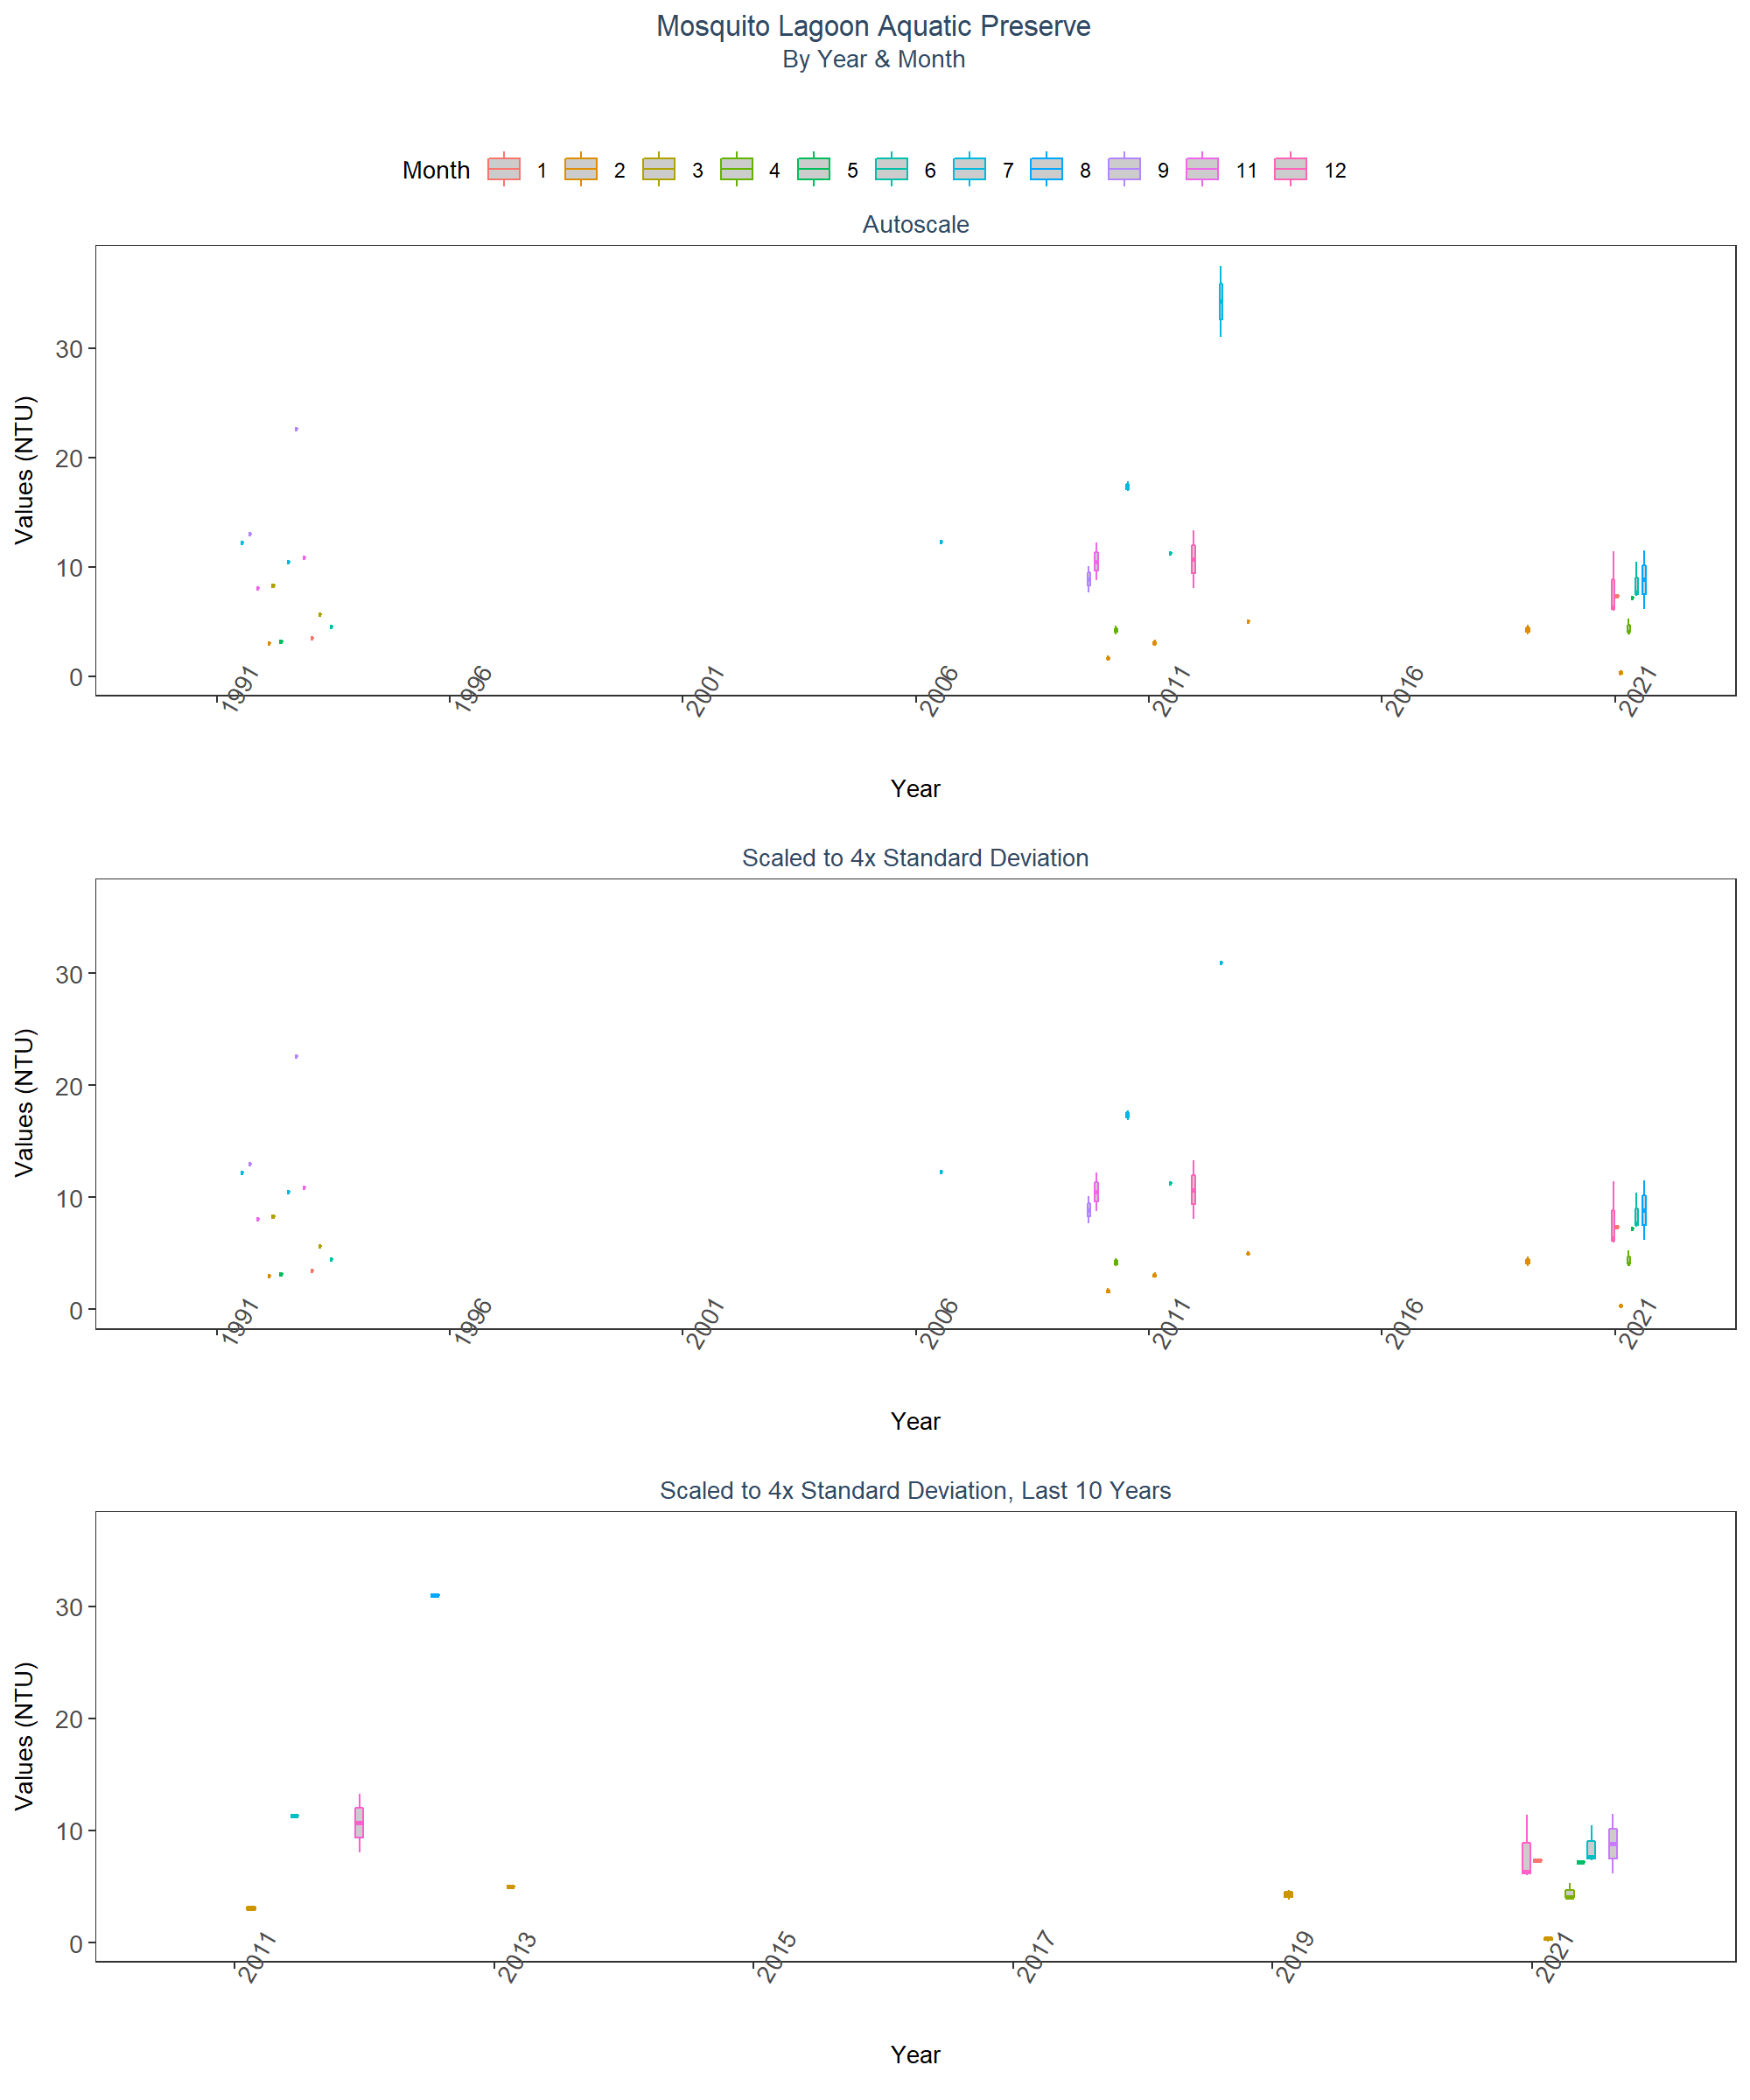 Mosquito Lagoon Aquatic Preserve
By Year & Month
Month 1 2 3 4 5 6 7 8 9 11 12
Autoscale
Values (NTU)
30
20
10
0
1991 1996 2001 2006 2011 2016 2021
Year
Scaled to 4x Standard Deviation
Values (NTU)
30
20
10
0
1991 1996 2001 2006 2011 2016 2021
Year
Scaled to 4x Standard Deviation, Last 10 Years
Values (NTU)
30
20
10
0
2011 2013 2015 2017 2019 2021
Year